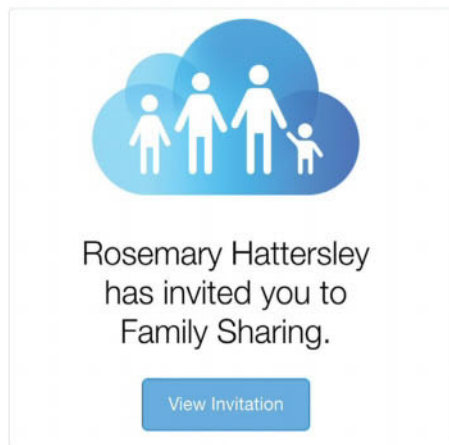 Rosemary Hattersley
has invited you to
Family Sharing.
View Invitation